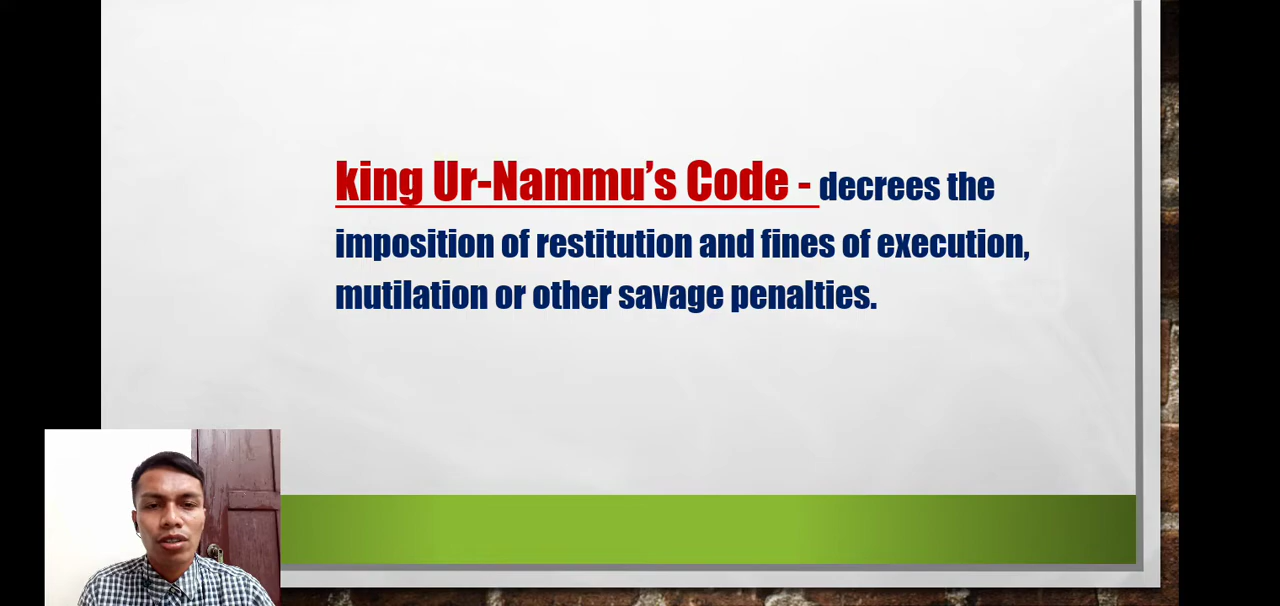 king Ur-Nammu’s Code - decrees the
imposition of restitution and fines of execution,
mutilation or other savage penalties.